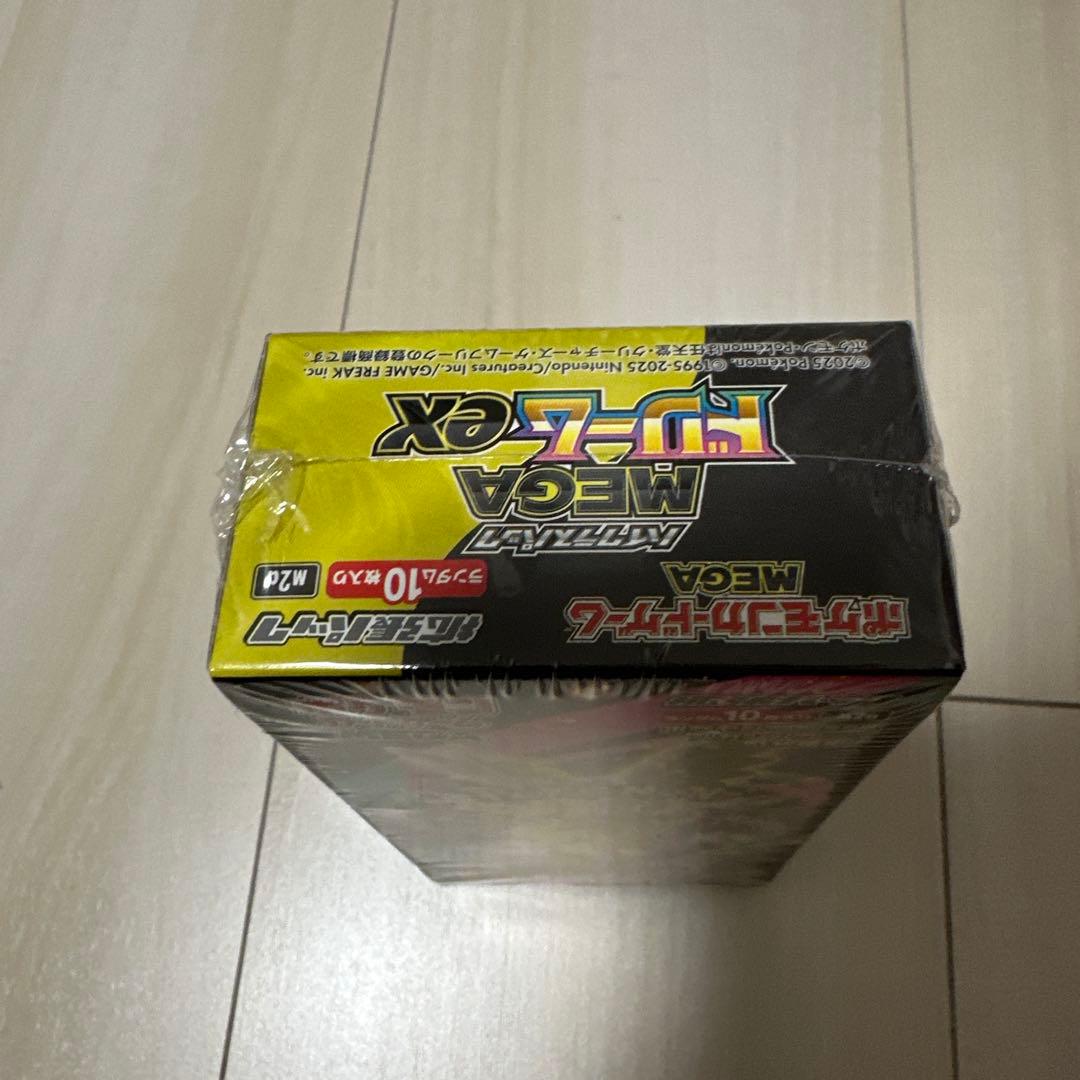 ポケモンカードゲーム
MEGA
拡張パック
ランダム10枚入り
ハイクラスパック
MEGA
ドリームex
©2025 Pokémon. ©1995-2025 Nintendo/Creatures Inc./GAME FREAK inc.
ポケモン・Pokémonは任天堂・クリーチャーズ・ゲームフリークの登録商標です。